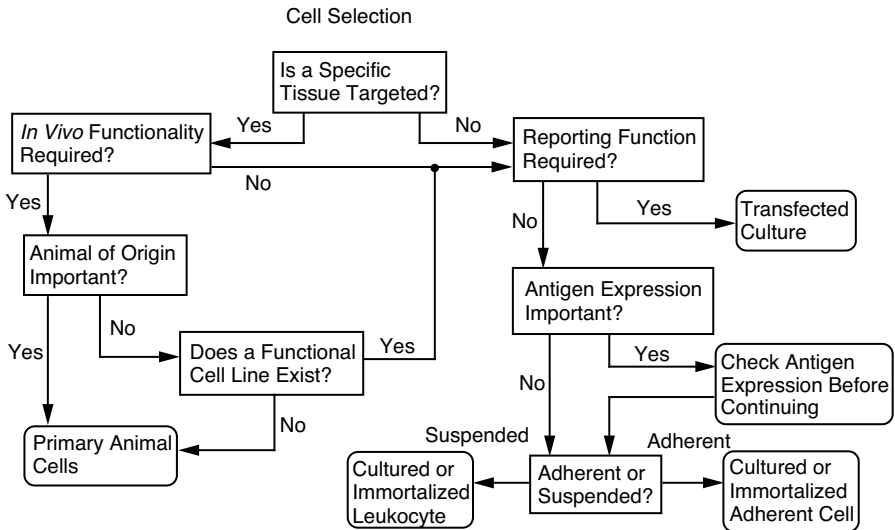 Cell Selection
Is a Specific
Tissue Targeted?
Yes
No
In Vivo Functionality
Required?
Reporting Function
Required?
No
Yes
No
Yes
Transfected
Culture
Animal of Origin
Important?
Antigen Expression
Important?
Yes
No
Does a Functional
Cell Line Exist?
Yes
No
Yes
Check Antigen
Expression Before
Continuing
No
Primary Animal
Cells
Suspended
Adherent
Cultured or
Immortalized
Leukocyte
Adherent or
Suspended?
Cultured or
Immortalized
Adherent Cell